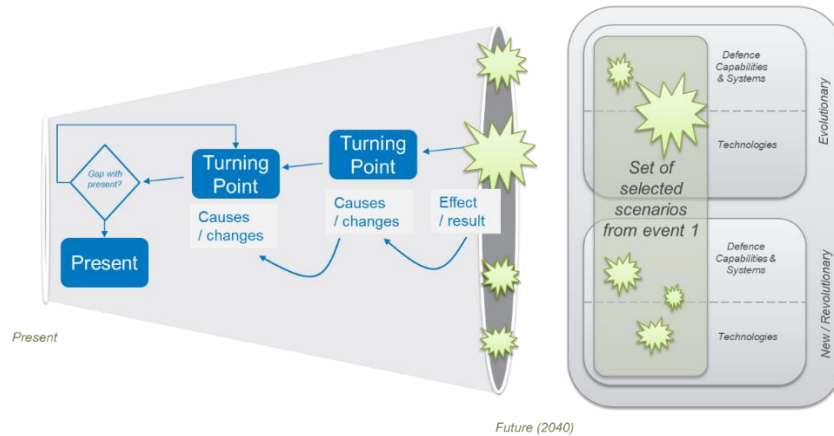 Gap with
present?
Present
Turning
Point
Causes
/ changes
Turning
Point
Causes
/ changes
Effect
/ result
Present
Future (2040)
Defence
Capabilities
& Systems
Technologies
Evolutionary
Set of
selected
scenarios
from event 1
Defence
Capabilities &
Systems
Technologies
New / Revolutionary